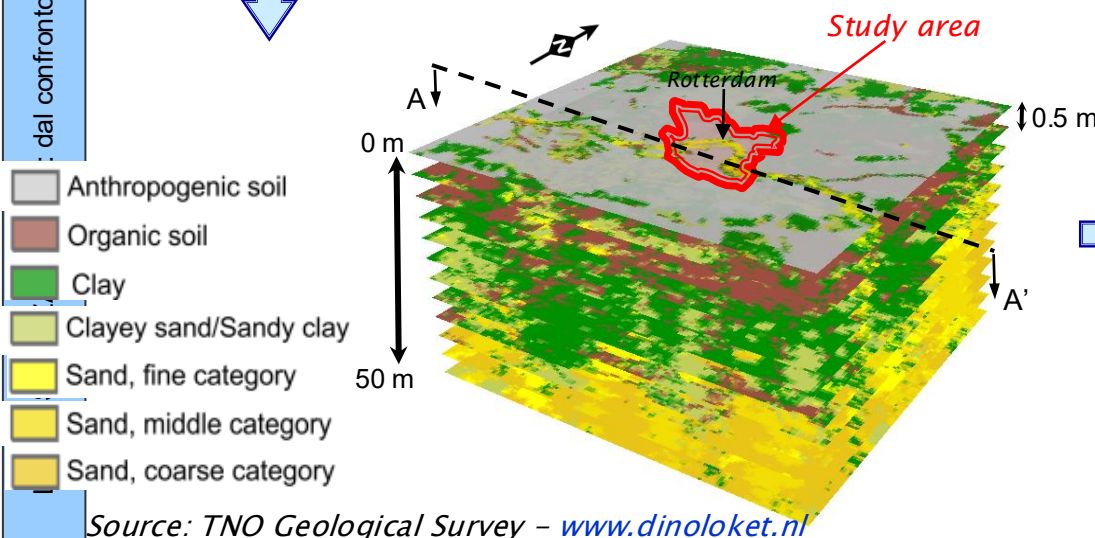 : dal confronto
Study area
N
Rotterdam
A
0.5 m
0 m
Anthropogenic soil
Organic soil
Clay
Clayey sand/Sandy clay
Sand, fine category
Sand, middle category
Sand, coarse category
A’
50 m
Source: TNO Geological Survey – www.dinoloket.nl